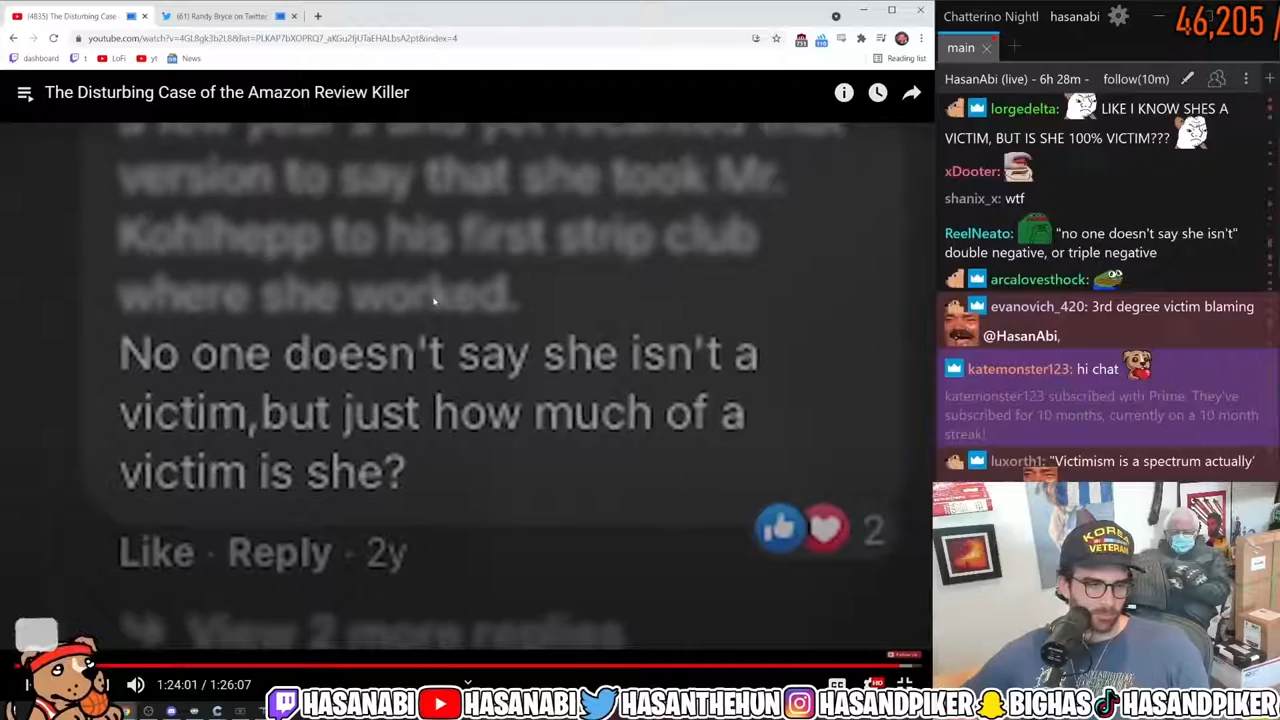 (4835) The Disturbing Case
(61) Randy Bryce on Twitter
youtube.com/watch?v=4GL8gk3b2L8&list=PLKAP7bXOPRQ7_aKGu2fjUTaEHALbsA2pt&index=4
dashboard
t
LoFi
yt
News
Reading list
The Disturbing Case of the Amazon Review Killer
version to say that she took Mr.
Kohlhepp to his first strip club
where she
No one doesn't say she isn't a
victim,but just how much of a
victim is she?
2
Like · Reply · 2y
View 2 more replies
1:24:01 / 1:26:07
Chatterino Nightl
hasanabi
46,205
main
HasanAbi (live) - 6h 28m -
follow(10m)
lorgedelta: LIKE I KNOW SHES A
VICTIM, BUT IS SHE 100% VICTIM???
xDooter:
shanix_x: wtf
ReelNeato: "no one doesn't say she isn't"
double negative, or triple negative
arcalovesthock:
evanovich_420: 3rd degree victim blaming
@HasanAbi,
katemonster123: hi chat
katemonster123 subscribed with Prime. They've
subscribed for 10 months, currently on a 10 month
streak!
luxorth1: "Victimism is a spectrum actually'
KOREA
VETERAN
HASANABI
HASANABI
HASANTHEHUN
HASANDPIKER
BIGHAS
HASANDPIKER